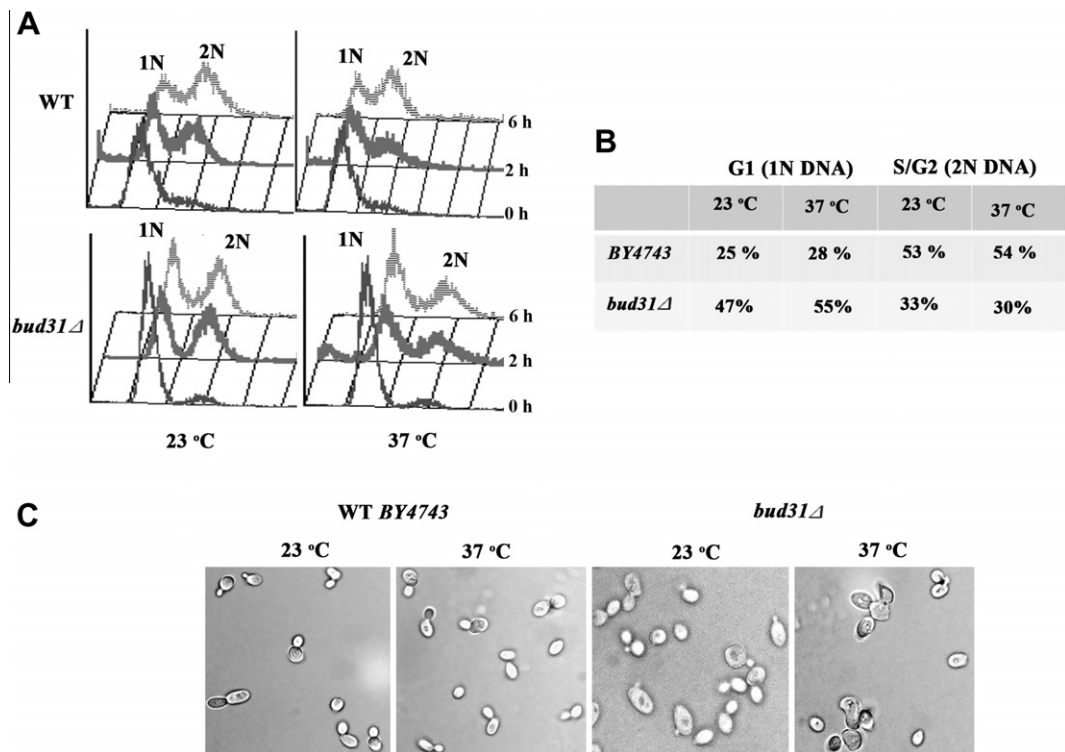 A
1N 2N
1N 2N
WT
6 h
2 h
0 h
1N 2N
1N 2N
bud31Δ
6 h
2 h
0 h
23 °C 37 °C
B
G1 (1N DNA) S/G2 (2N DNA)
23 °C 37 °C 23 °C 37 °C
BY4743 25 % 28 % 53 % 54 %
bud31Δ 47% 55% 33% 30%
C
WT BY4743 bud31Δ
23 °C 37 °C 23 °C 37 °C